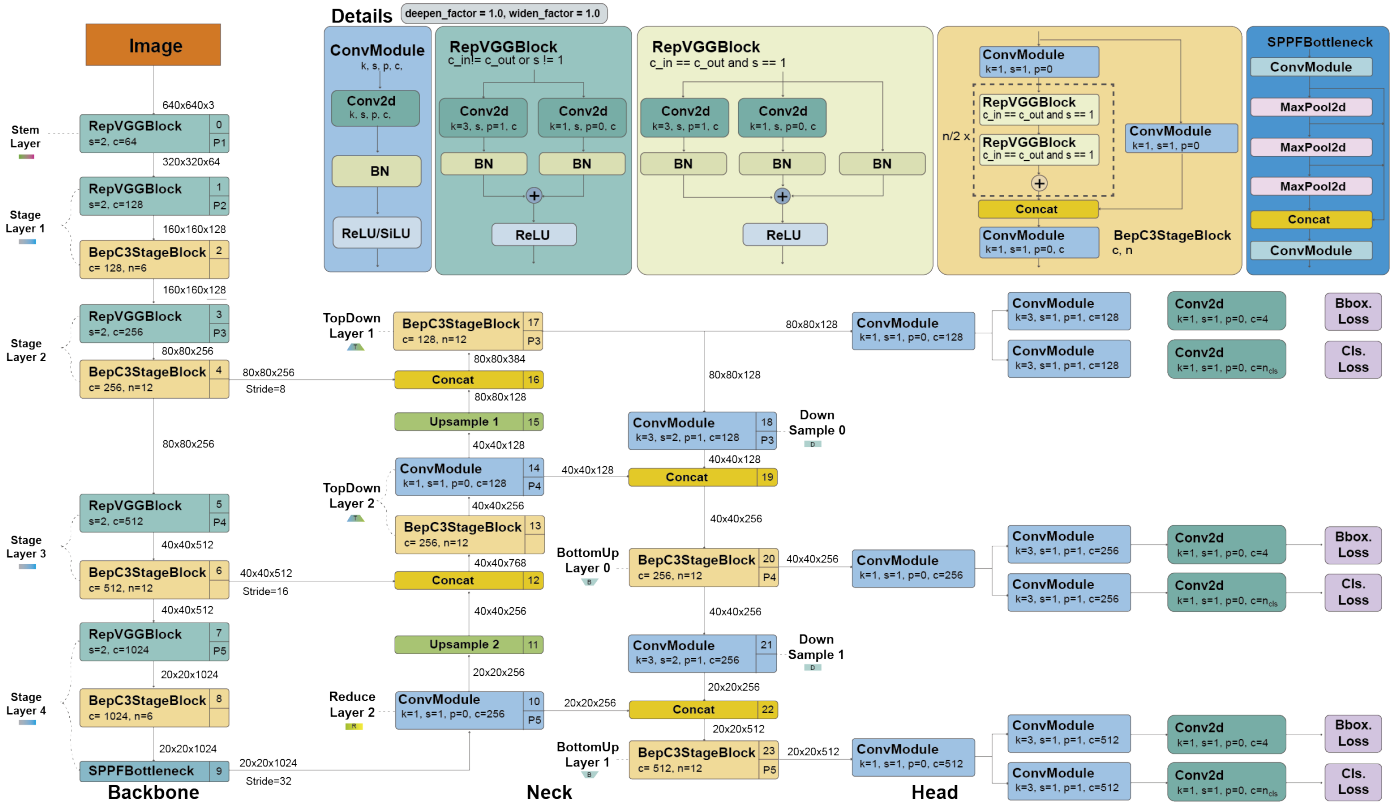 Details
deepen_factor = 1.0, widen_factor = 1.0
Image
640x640x3
Stem
Layer
RepVGGBlock
s=2, c=64
0
P1
320x320x64
Stage
Layer 1
RepVGGBlock
s=2, c=128
1
P2
160x160x128
BepC3StageBlock
c= 128, n=6
2
160x160x128
Stage
Layer 2
RepVGGBlock
s=2, c=256
3
P3
80x80x256
BepC3StageBlock
c= 256, n=12
4
80x80x256
Stride=8
80x80x256
Stage
Layer 3
RepVGGBlock
s=2, c=512
5
P4
40x40x512
BepC3StageBlock
c= 512, n=12
6
40x40x512
Stride=16
40x40x512
Stage
Layer 4
RepVGGBlock
s=2, c=1024
7
P5
20x20x1024
BepC3StageBlock
c= 1024, n=6
8
20x20x1024
SPPFBottleneck
9
20x20x1024
Stride=32
Backbone
ConvModule
k, s, p, c,
Conv2d
k, s, p, c,
BN
ReLU/SiLU
RepVGGBlock
c_in!= c_out or s != 1
Conv2d
k=3, s, p=1, c
Conv2d
k=1, s, p=0, c
BN
BN
+
ReLU
RepVGGBlock
c_in == c_out and s == 1
Conv2d
k=3, s, p=1, c
Conv2d
k=1, s, p=0, c
BN
BN
BN
+
ReLU
ConvModule
k=1, s=1, p=0
n/2 x
RepVGGBlock
c_in == c_out and s == 1
RepVGGBlock
c_in == c_out and s == 1
+
ConvModule
k=1, s=1, p=0
Concat
ConvModule
k=1, s=1, p=0, c
BepC3StageBlock
c, n
SPPFBottleneck
ConvModule
MaxPool2d
MaxPool2d
MaxPool2d
Concat
ConvModule
TopDown
Layer 1
T
BepC3StageBlock
c= 128, n=12
17
P3
80x80x384
Concat
16
80x80x128
Upsample 1
15
40x40x128
TopDown
Layer 2
T
ConvModule
k=1, s=1, p=0, c=128
14
P4
40x40x128
40x40x256
BepC3StageBlock
c= 256, n=12
13
40x40x768
Concat
12
40x40x256
Upsample 2
11
20x20x256
Reduce
Layer 2
R
ConvModule
k=1, s=1, p=0, c=256
10
P5
20x20x256
Neck
80x80x128
ConvModule
k=3, s=2, p=1, c=128
18
P3
Down
Sample 0
D
40x40x128
Concat
19
40x40x256
BottomUp
Layer 0
B
BepC3StageBlock
c= 256, n=12
20
P4
40x40x256
40x40x256
ConvModule
k=3, s=2, p=1, c=256
21
Down
Sample 1
D
20x20x256
Concat
22
20x20x512
BottomUp
Layer 1
B
BepC3StageBlock
c= 512, n=12
23
P5
20x20x512
80x80x128
ConvModule
k=1, s=1, p=0, c=128
ConvModule
k=3, s=1, p=1, c=128
Conv2d
k=1, s=1, p=0, c=4
Bbox.
Loss
ConvModule
k=3, s=1, p=1, c=128
Conv2d
k=1, s=1, p=0, c=ncls
Cls.
Loss
ConvModule
k=1, s=1, p=0, c=256
ConvModule
k=3, s=1, p=1, c=256
Conv2d
k=1, s=1, p=0, c=4
Bbox.
Loss
ConvModule
k=3, s=1, p=1, c=256
Conv2d
k=1, s=1, p=0, c=ncls
Cls.
Loss
ConvModule
k=1, s=1, p=0, c=512
ConvModule
k=3, s=1, p=1, c=512
Conv2d
k=1, s=1, p=0, c=4
Bbox.
Loss
ConvModule
k=3, s=1, p=1, c=512
Conv2d
k=1, s=1, p=0, c=ncls
Cls.
Loss
Head